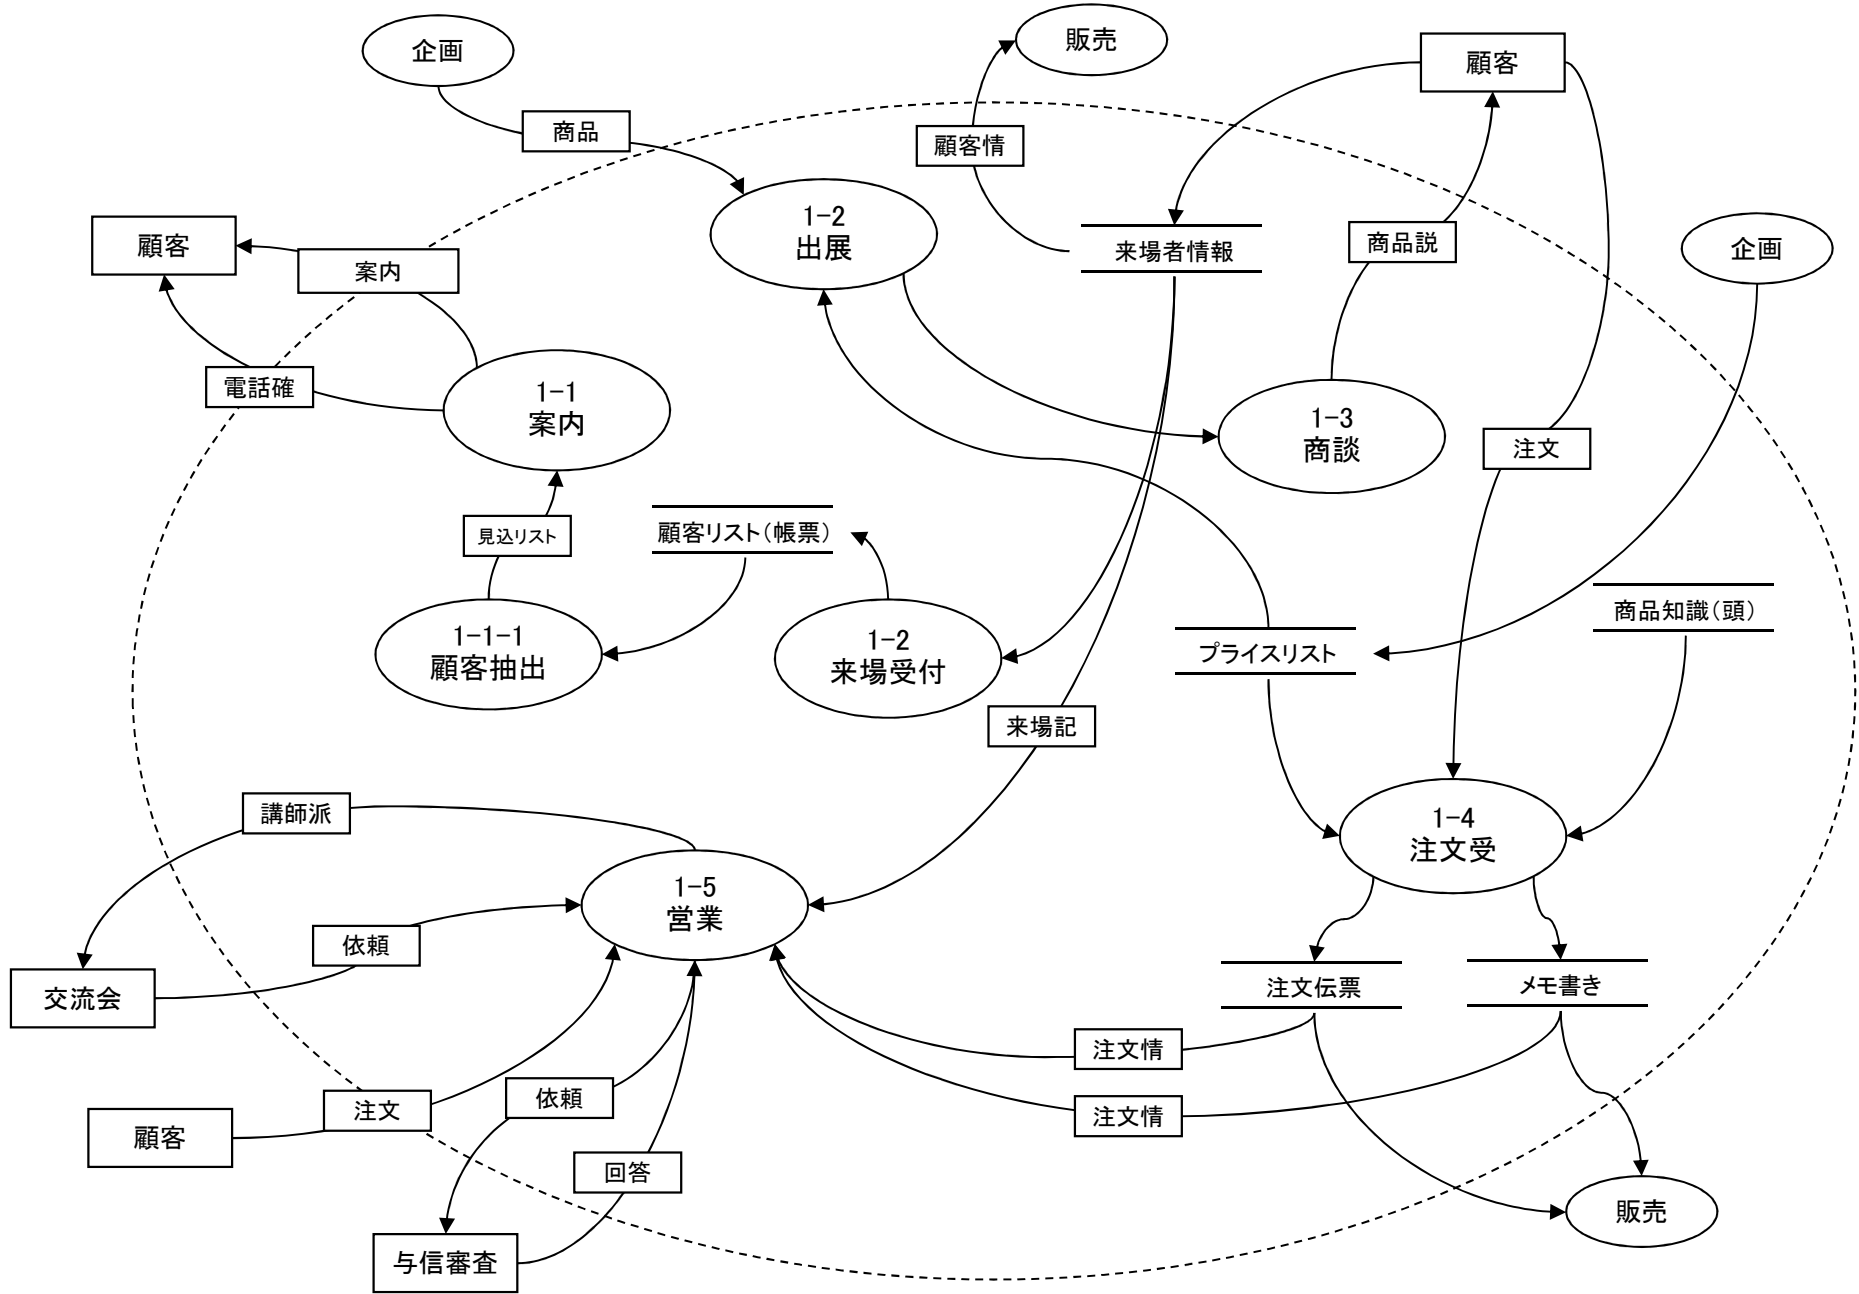 企画
販売
顧客
商品
顧客情
1-2
出展
顧客
案内
来場者情報
商品説
企画
電話確
1-1
案内
1-3
商談
注文
見込リスト
顧客リスト(帳票)
商品知識(頭)
1-1-1
顧客抽出
1-2
来場受付
プライスリスト
来場記
講師派
1-4
注文受
1-5
営業
依頼
交流会
注文伝票
メモ書き
注文情
注文情
依頼
注文
顧客
回答
販売
与信審査